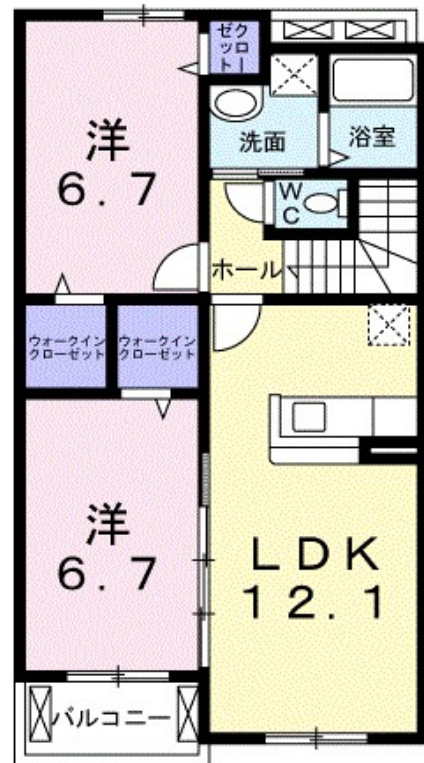 クロー
ゼット
洋
6.7
洗面
浴室
WC
ホール
ウォークイン
クローゼット
ウォークイン
クローゼット
洋
6.7
LDK
12.1
バルコニー